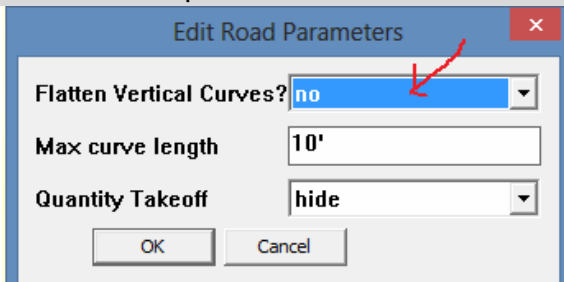 Edit Road Parameters
Flatten Vertical Curves? no
Max curve length 10'
Quantity Takeoff hide
OK Cancel